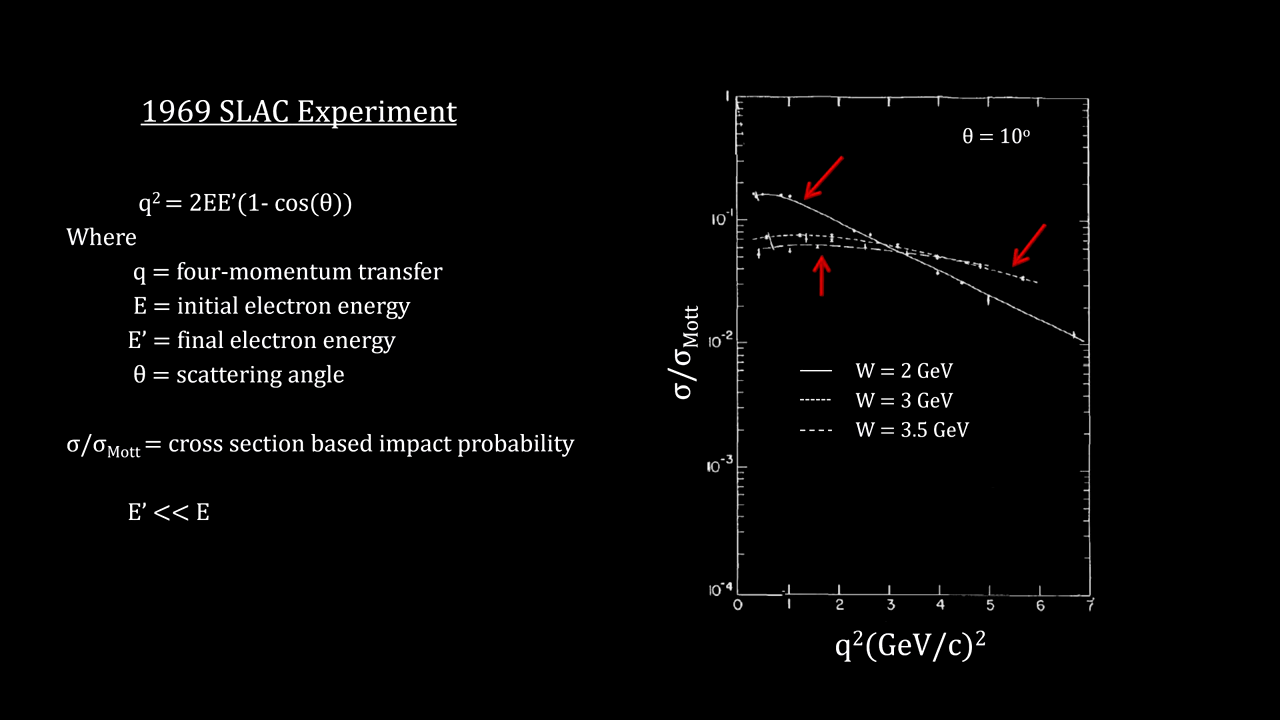 1969 SLAC Experiment
q² = 2EE’(1- cos(θ))
Where
q = four-momentum transfer
E = initial electron energy
E’ = final electron energy
θ = scattering angle
σ/σMott = cross section based impact probability
E’ << E
θ = 10º
1
10⁻¹
10⁻²
10⁻³
10⁻⁴
σ/σMott
W = 2 GeV
W = 3 GeV
W = 3.5 GeV
0 1 2 3 4 5 6 7
q²(GeV/c)²